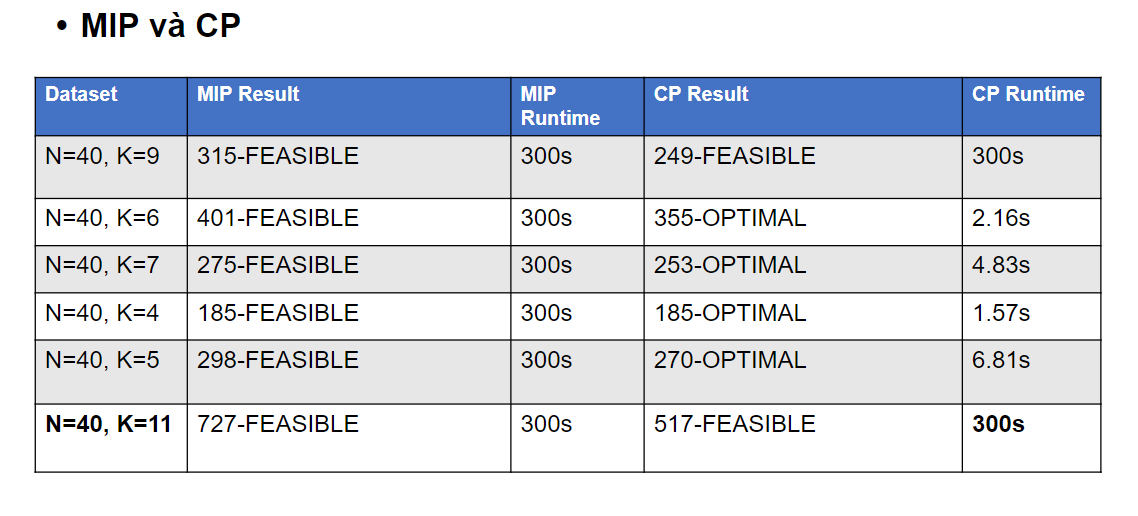 • MIP và CP
Dataset MIP Result MIP Runtime CP Result CP Runtime
N=40, K=9 315-FEASIBLE 300s 249-FEASIBLE 300s
N=40, K=6 401-FEASIBLE 300s 355-OPTIMAL 2.16s
N=40, K=7 275-FEASIBLE 300s 253-OPTIMAL 4.83s
N=40, K=4 185-FEASIBLE 300s 185-OPTIMAL 1.57s
N=40, K=5 298-FEASIBLE 300s 270-OPTIMAL 6.81s
N=40, K=11 727-FEASIBLE 300s 517-FEASIBLE 300s